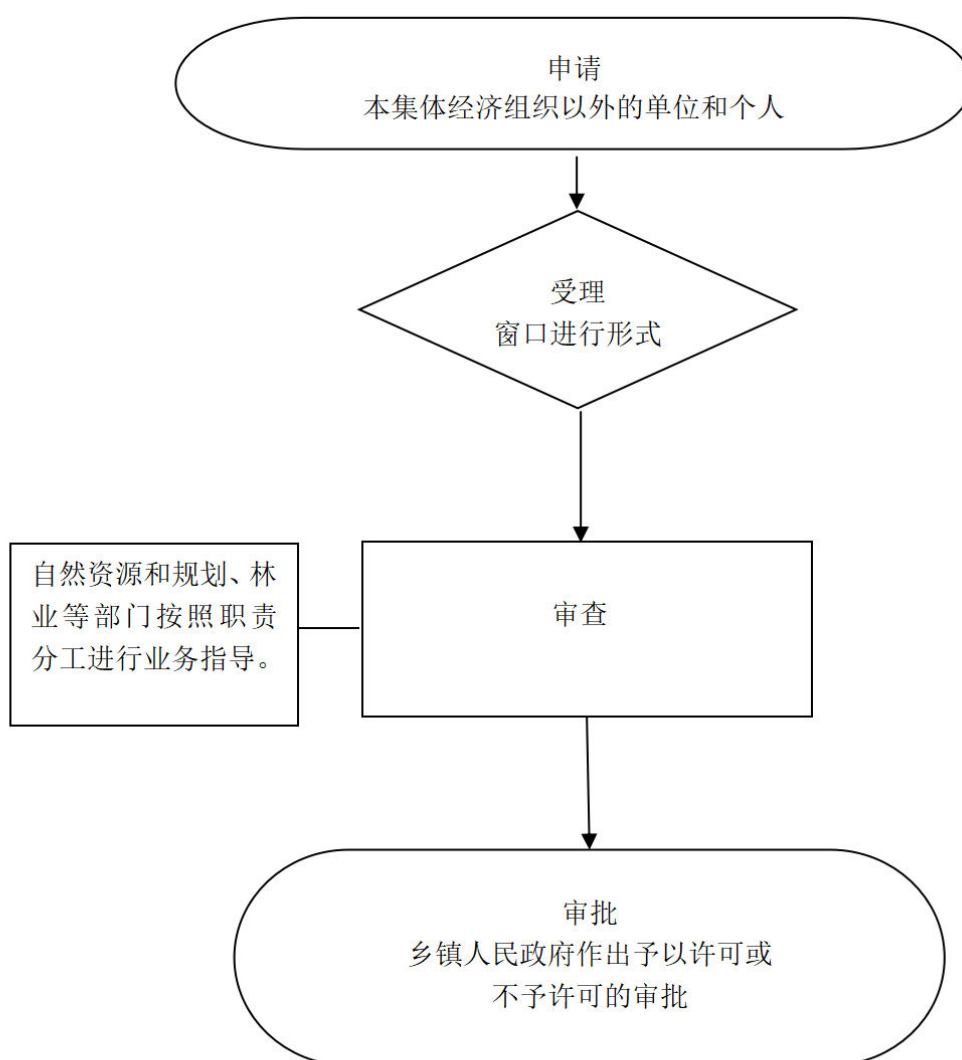 申请
本集体经济组织以外的单位和个人
受理
窗口进行形式
自然资源和规划、林
业等部门按照职责
分工进行业务指导。
审查
审批
乡镇人民政府作出予以许可或
不予许可的审批